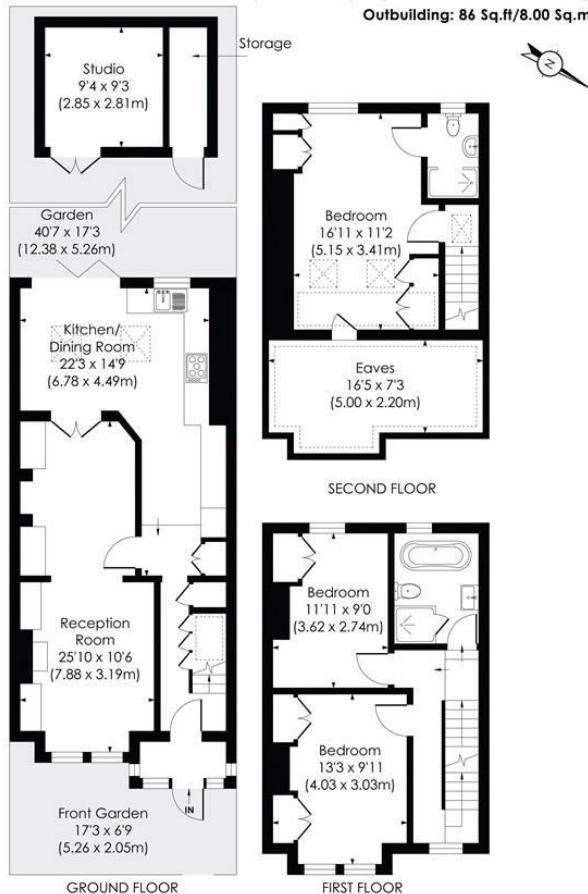 Outbuilding: 86 Sq.ft/8.00 Sq.m
N
Studio
9'4 x 9'3
(2.85 x 2.81m)
Storage
Garden
40'7 x 17'3
(12.38 x 5.26m)
Kitchen/
Dining Room
22'3 x 14'9
(6.78 x 4.49m)
Reception
Room
25'10 x 10'6
(7.88 x 3.19m)
IN
Front Garden
17'3 x 6'9
(5.26 x 2.05m)
GROUND FLOOR
Bedroom
16'11 x 11'2
(5.15 x 3.41m)
Eaves
16'5 x 7'3
(5.00 x 2.20m)
SECOND FLOOR
Bedroom
11'11 x 9'0
(3.62 x 2.74m)
Bedroom
13'3 x 9'11
(4.03 x 3.03m)
FIRST FLOOR